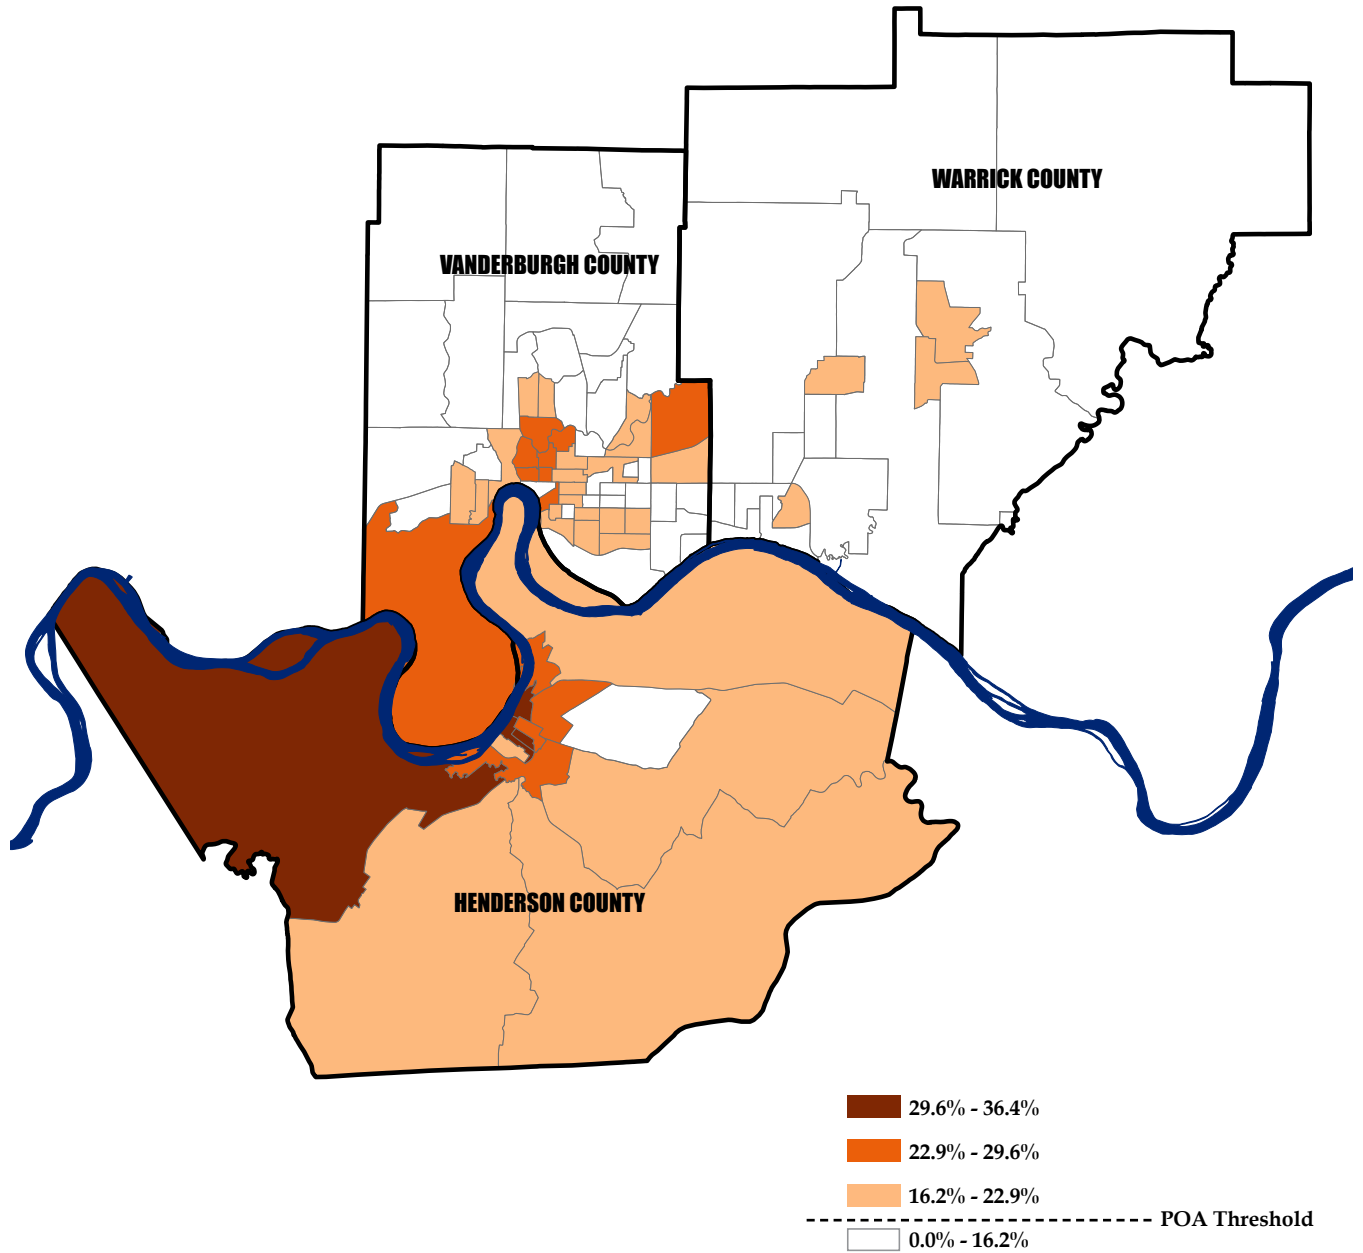 WARRICK COUNTY
VANDERBURGH COUNTY
HENDERSON COUNTY
29.6% - 36.4%
22.9% - 29.6%
16.2% - 22.9%
POA Threshold
0.0% - 16.2%